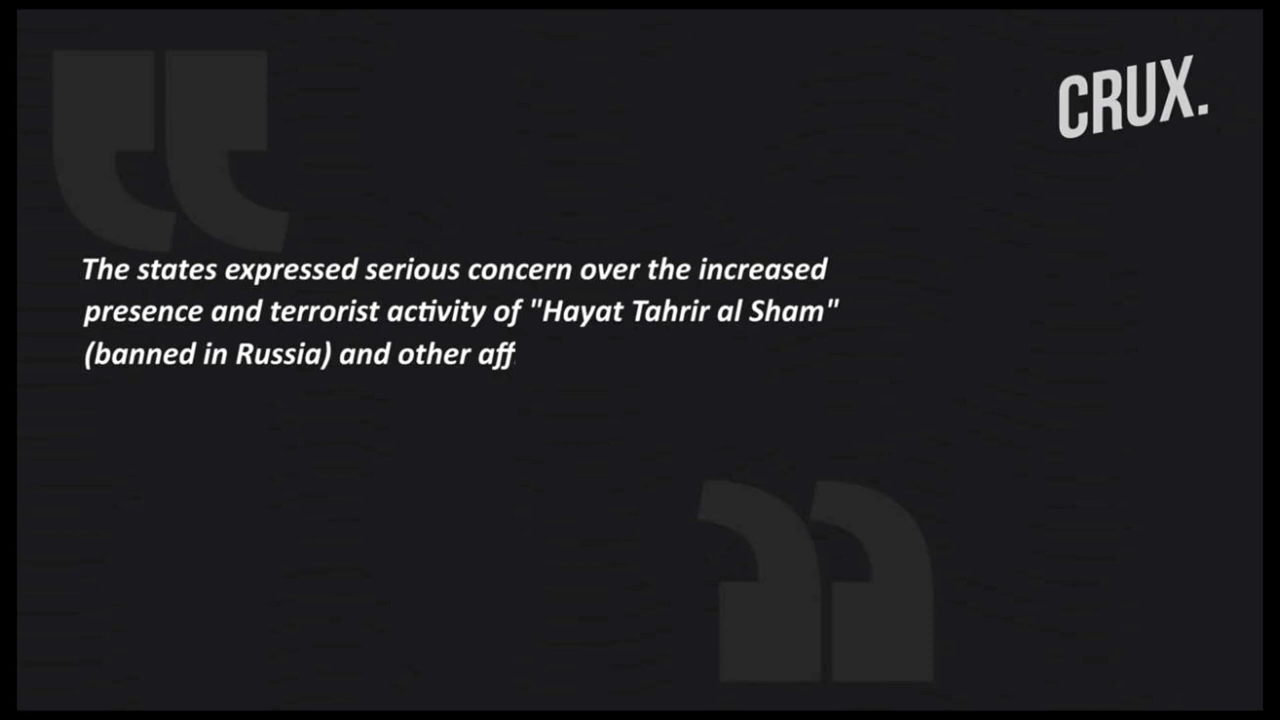 CRUX.
The states expressed serious concern over the increased
presence and terrorist activity of "Hayat Tahrir al Sham"
(banned in Russia) and other aff